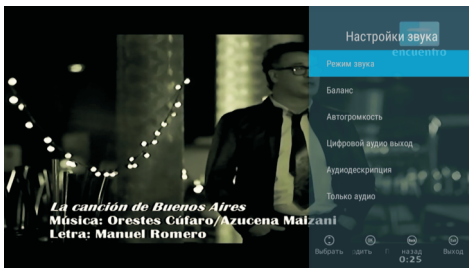 Настройки звука
encuentro
Режим звука
Баланс
Автогромкость
Цифровой аудио выход
Аудиодескрипция
Только аудио
La canción de Buenos Aires
Música: Orestes Cúfaro/Azucena Maizani
Letra: Manuel Romero
Выбрать назад Выход
0:25